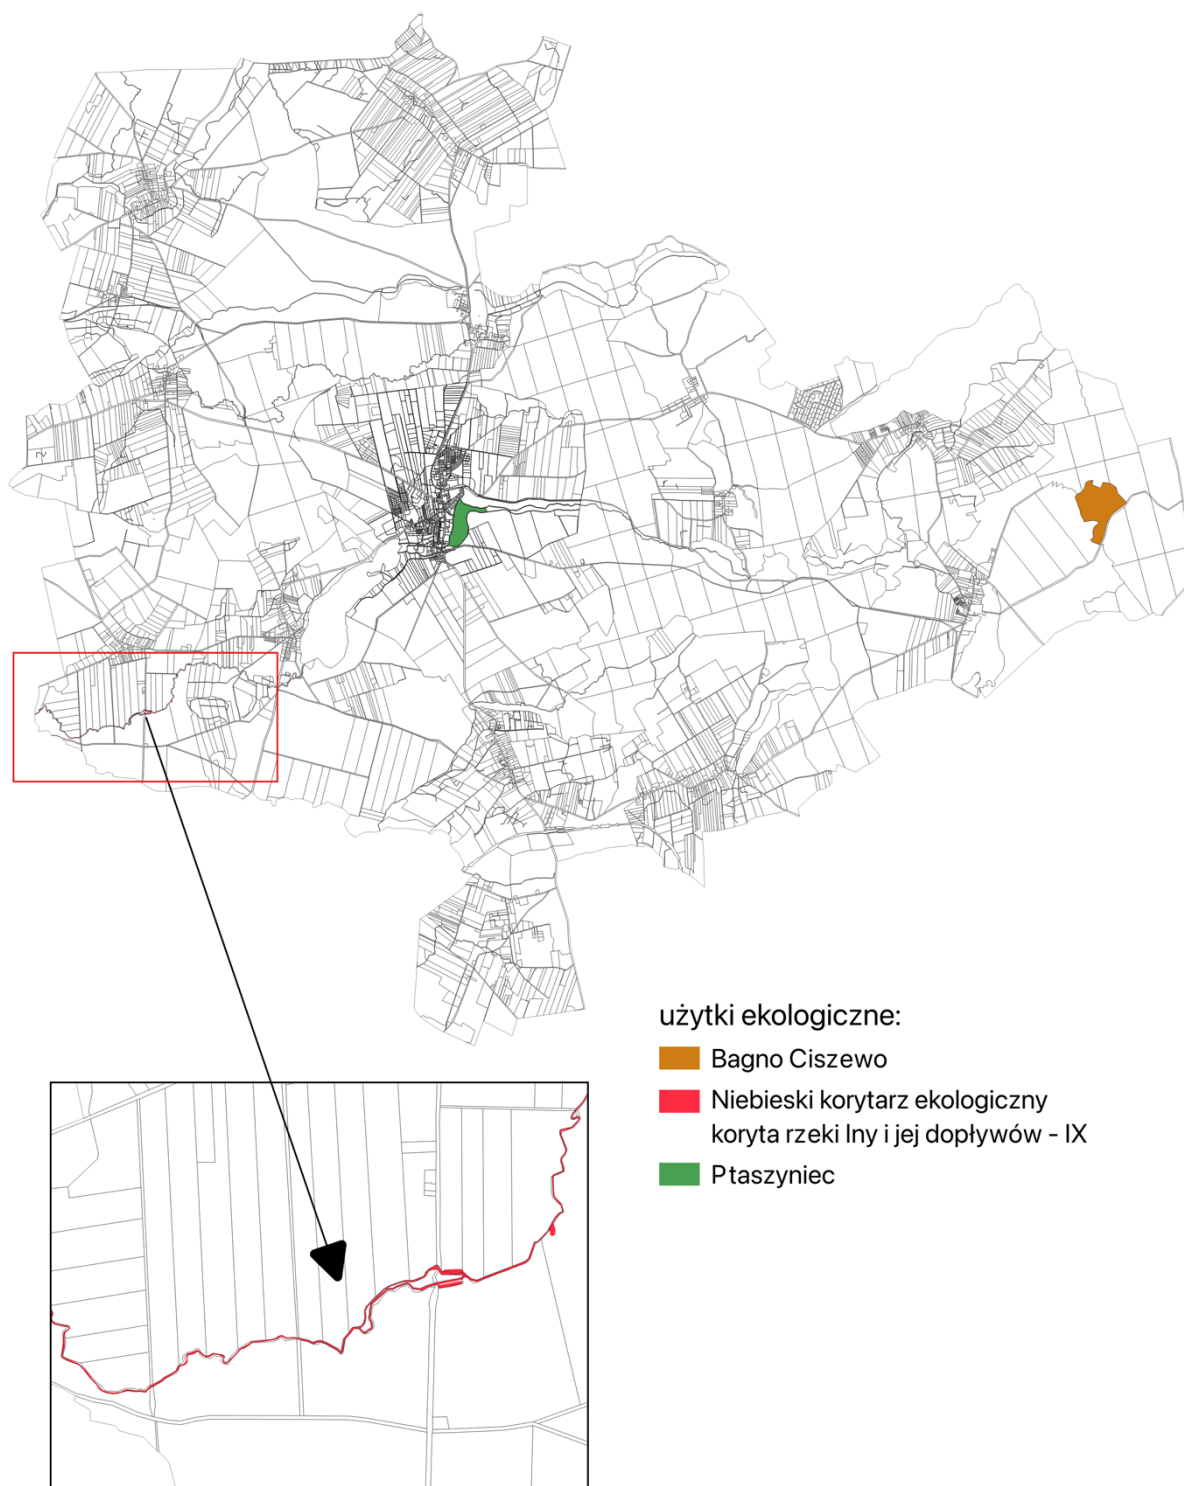 użytki ekologiczne:
Bagno Ciszewo
Niebieski korytarz ekologiczny
koryta rzeki Iny i jej dopływów - IX
Ptaszyniec